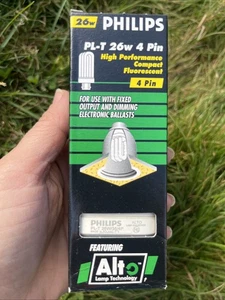 26w PHILIPS
PL-T 26w 4 Pin
High Performance
Compact
Fluorescent
4 Pin
FOR USE WITH FIXED
OUTPUT AND DIMMING
ELECTRONIC BALLASTS
PHILIPS
PL-T
FEATURING
Alto
Lamp Technology